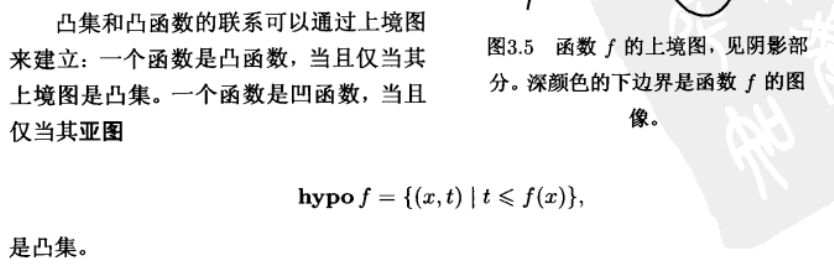 凸集和凸函数的联系可以通过上境图
来建立：一个函数是凸函数，当且仅当其
上境图是凸集。一个函数是凹函数，当且
仅当其亚图
图3.5 函数 f 的上境图，见阴影部
分。深颜色的下边界是函数 f 的图
像。
hypo f = {(x, t) | t ⩽ f(x)},
是凸集。